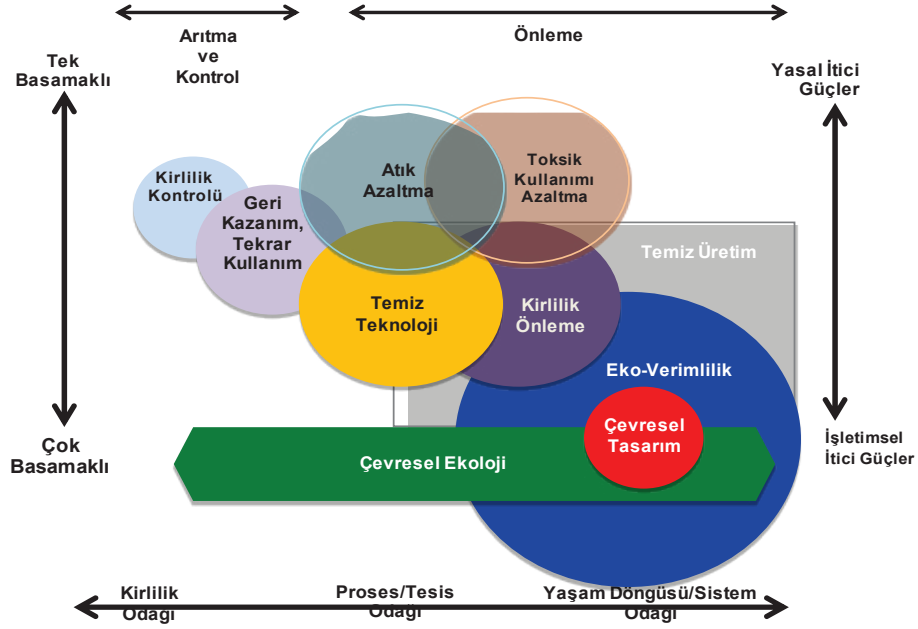 Arıtma
ve
Kontrol
Önleme
Tek
Basamaklı
Yasal İtici
Güçler
Kirlilik
Kontrolü
Geri
Kazanım,
Tekrar
Kullanım
Atık
Azaltma
Toksik
Kullanımı
Azaltma
Temiz Üretim
Temiz
Teknoloji
Kirlilik
Önleme
Eko-Verimlilik
Çevresel
Tasarım
Çok
Basamaklı
Çevresel Ekoloji
İşletimsel
İtici Güçler
Kirlilik
Odağı
Proses/Tesis
Odağı
Yaşam Döngüsü/Sistem
Odağı